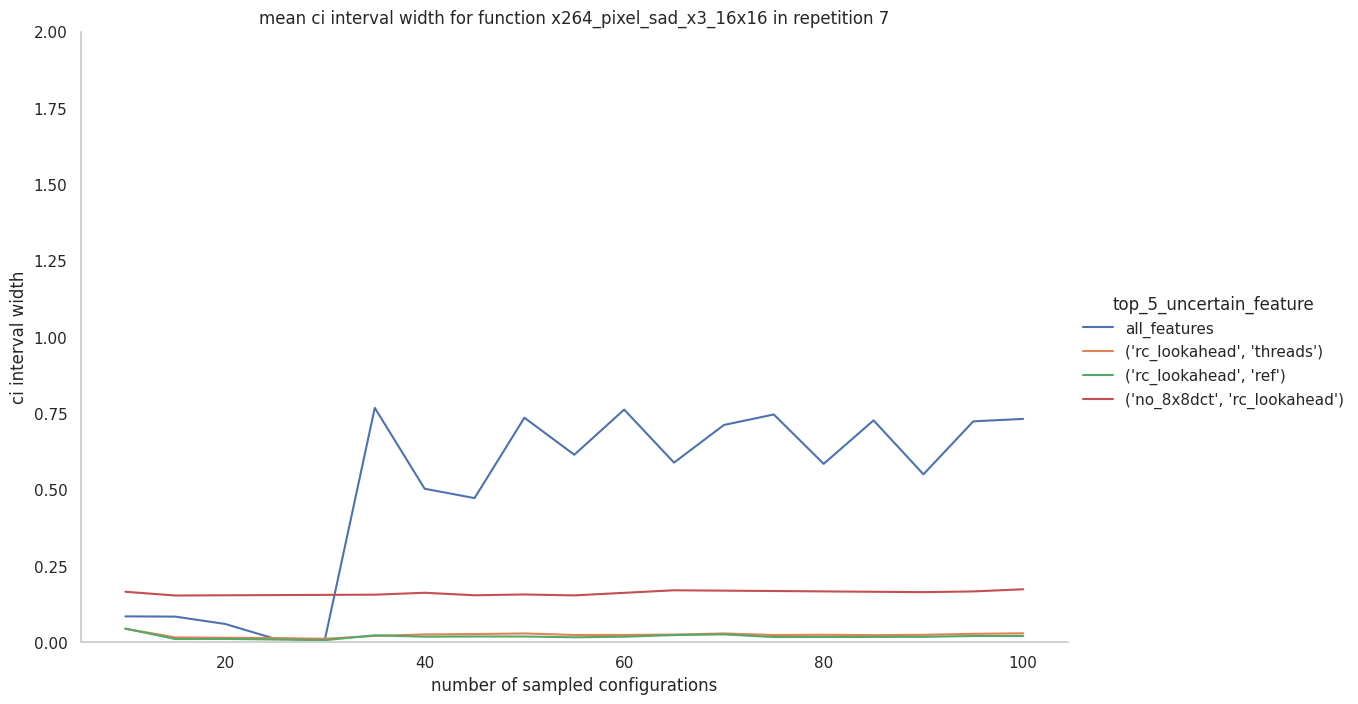 mean ci interval width for function x264_pixel_sad_x3_16x16 in repetition 7
2.00
1.75
1.50
1.25
1.00
0.75
0.50
0.25
0.00
ci interval width
20
40
60
80
100
number of sampled configurations
top_5_uncertain_feature
all_features
('rc_lookahead', 'threads')
('rc_lookahead', 'ref')
('no_8x8dct', 'rc_lookahead')